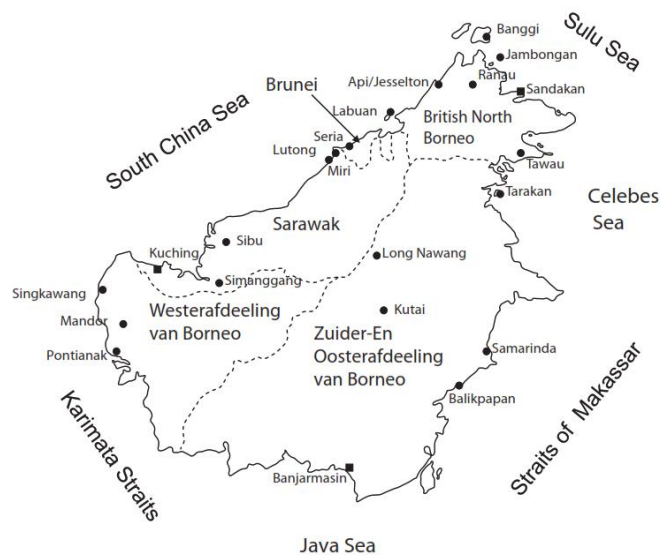 Banggi
Sulu Sea
Jambongan
Api/Jesselton
Ranau
Sandakan
Brunei
Labuan
British North
Borneo
South China Sea
Seria
Lutong
Miri
Tawau
Tarakan
Celebes
Sea
Sarawak
Sibu
Kuching
Long Nawang
Simanggang
Singkawang
Westerafdeeling
van Borneo
Kutai
Mandor
Zuider-En
Oosterafdeeling
van Borneo
Pontianak
Samarinda
Balikpapan
Karimata Straits
Straits of Makassar
Banjarmasin
Java Sea